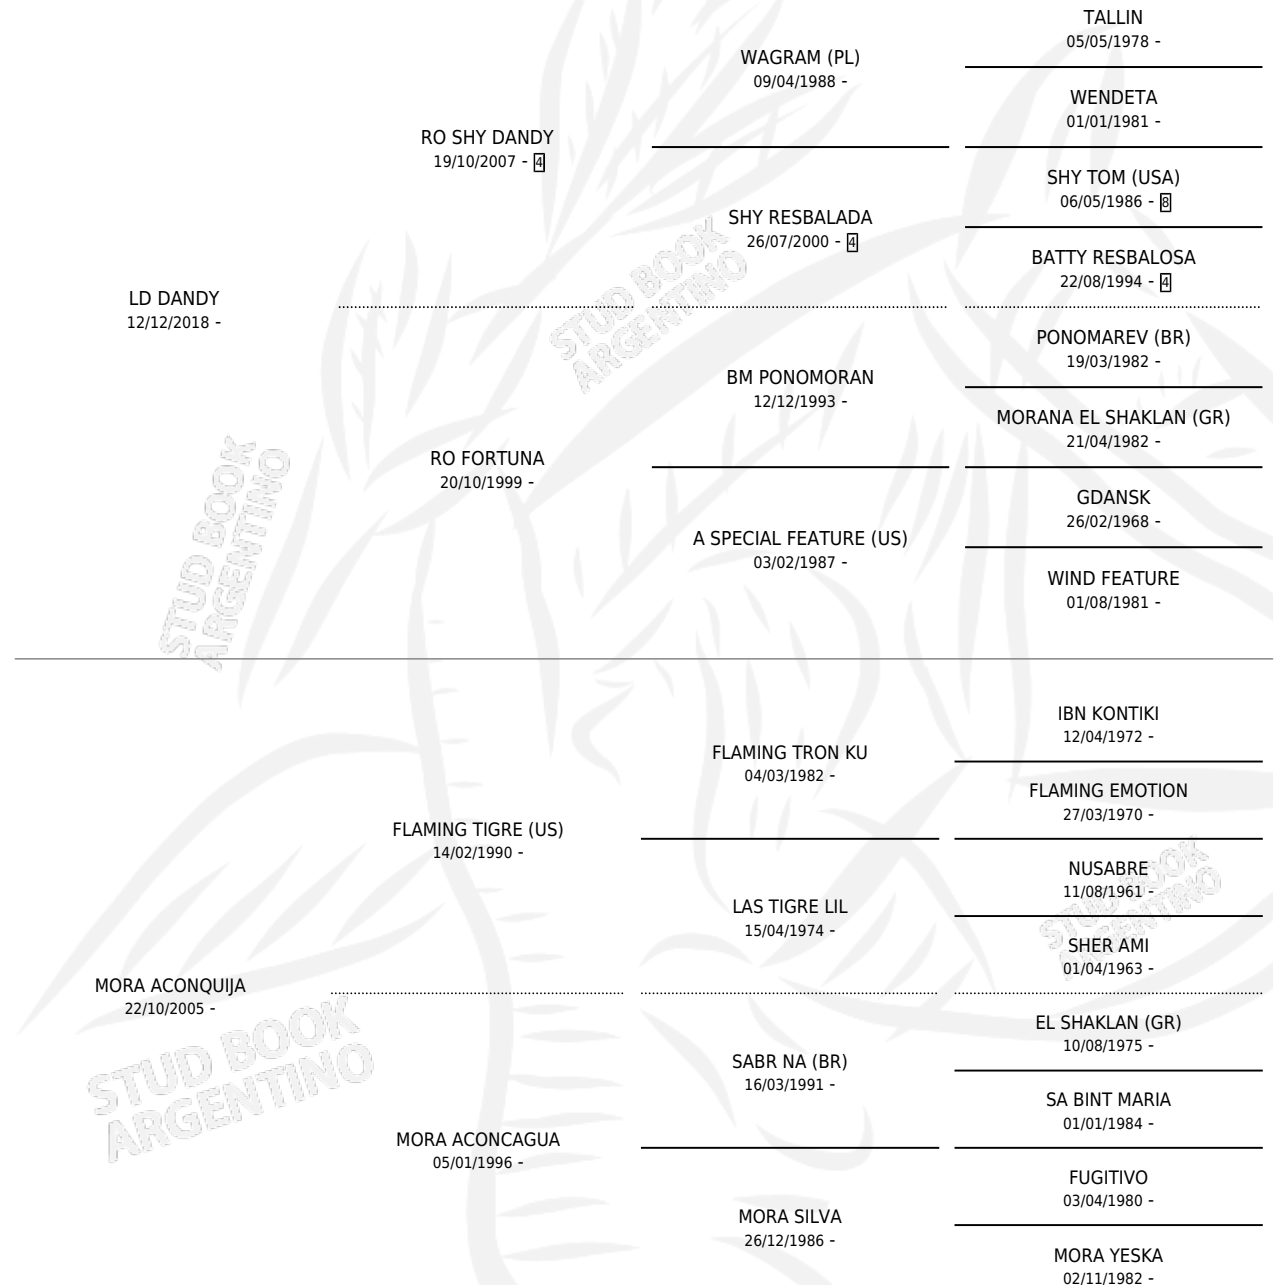 TALLIN
05/05/1978 -
WAGRAM (PL)
09/04/1988 -
WENDETA
01/01/1981 -
RO SHY DANDY
19/10/2007 - 4
SHY TOM (USA)
06/05/1986 - 8
SHY RESBALADA
26/07/2000 - 4
BATTY RESBALOSA
22/08/1994 - 4
LD DANDY
12/12/2018 -
STUD BOOK
ARGENTINO
PONOMAREV (BR)
19/03/1982 -
BM PONOMORAN
12/12/1993 -
MORANA EL SHAKLAN (GR)
21/04/1982 -
RO FORTUNA
20/10/1999 -
GDANSK
26/02/1968 -
A SPECIAL FEATURE (US)
03/02/1987 -
WIND FEATURE
01/08/1981 -
STUD BOOK
ARGENTINO
IBN KONTIKI
12/04/1972 -
FLAMING TRON KU
04/03/1982 -
FLAMING EMOTION
27/03/1970 -
FLAMING TIGRE (US)
14/02/1990 -
NUSABRE
11/08/1961 -
LAS TIGRE LIL
15/04/1974 -
SHER AMI
01/04/1963 -
STUD BOOK
ARGENTINO
MORA ACONQUIJA
22/10/2005 -
STUD BOOK
ARGENTINO
EL SHAKLAN (GR)
10/08/1975 -
SABR NA (BR)
16/03/1991 -
SA BINT MARIA
01/01/1984 -
MORA ACONCAGUA
05/01/1996 -
FUGITIVO
03/04/1980 -
MORA SILVA
26/12/1986 -
MORA YESKA
02/11/1982 -